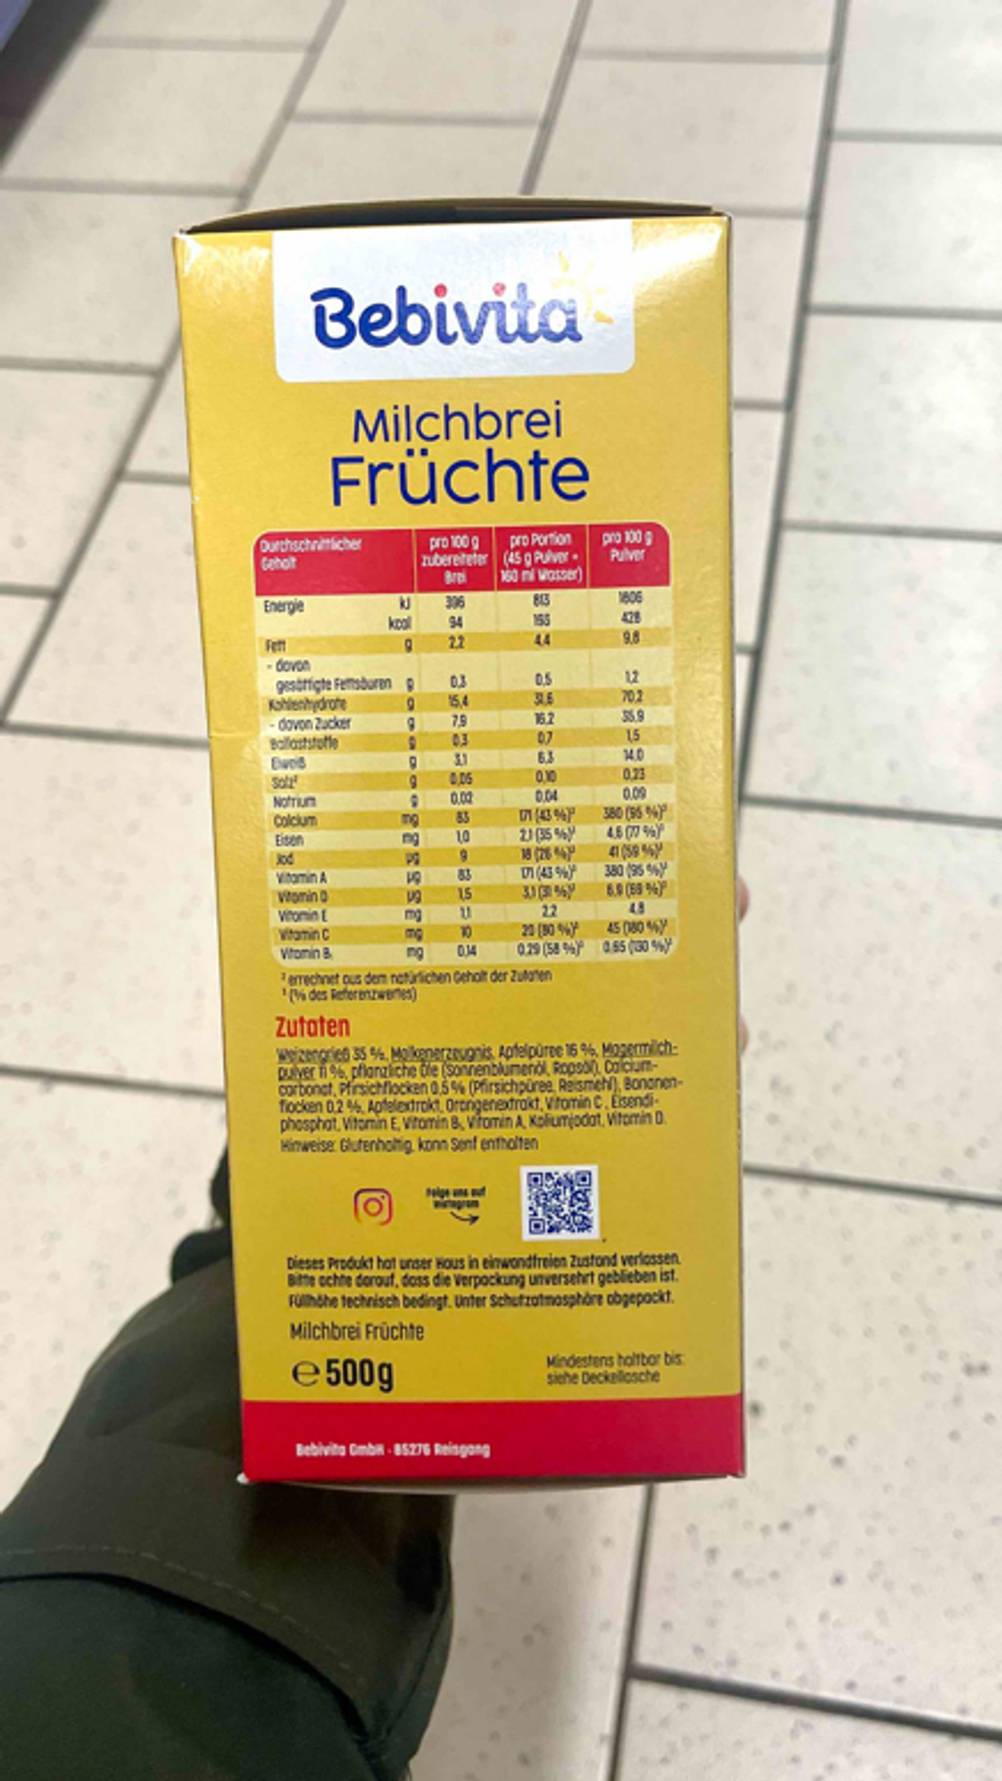 Bebivita
Milchbrei
Früchte
Durchschnittlicher Gehalt pro 100 g zubereiteter Brei pro Portion (45 g Pulver + 160 ml Wasser) pro 100 g Pulver
Energie kJ 396 813 1806
kcal 94 193 428
Fett g 2,2 4,4 9,8
- davon
gesättigte Fettsäuren g 0,3 0,5 1,2
Kohlenhydrate g 15,4 31,6 70,2
- davon Zucker g 7,9 16,2 35,9
Ballaststoffe g 0,3 0,7 1,5
Eiweiß g 3,1 6,3 14,0
Salz² g 0,05 0,10 0,23
Natrium g 0,02 0,04 0,09
Calcium mg 83 171 (43 %)³ 380 (95 %)³
Eisen mg 1,0 2,1 (35 %)³ 4,6 (77 %)³
Jod µg 9 18 (26 %)³ 41 (59 %)³
Vitamin A µg 83 171 (43 %)³ 380 (95 %)³
Vitamin D µg 1,5 3,1 (31 %)³ 6,9 (69 %)³
Vitamin E mg 1,1 2,2 4,8
Vitamin C mg 10 20 (80 %)³ 45 (180 %)³
Vitamin B₁ mg 0,14 0,29 (58 %)³ 0,65 (130 %)³
² errechnet aus dem natürlichen Gehalt der Zutaten
³ (% des Referenzwertes)
Zutaten
Weizengrieß 35 %, Molkenerzeugnis, Apfelpüree 16 %, Magermilch-
pulver 11 %, pflanzliche Öle (Sonnenblumenöl, Rapsöl), Calcium-
carbonat, Pfirsichflocken 0,5 % (Pfirsichpüree, Reismehl), Bananen-
flocken 0,2 %, Apfelextrakt, Orangenextrakt, Vitamin C, Eisendi-
phosphat, Vitamin E, Vitamin B₁, Vitamin A, Kaliumjodat, Vitamin D.
Hinweise: Glutenhaltig, kann Senf enthalten
Folge uns auf
Instagram
Dieses Produkt hat unser Haus in einwandfreien Zustand verlassen.
Bitte achte darauf, dass die Verpackung unversehrt geblieben ist.
Füllhöhe technisch bedingt. Unter Schutzatmosphäre abgepackt.
Milchbrei Früchte
℮ 500g
Mindestens haltbar bis:
siehe Deckellasche
Bebivita GmbH · 85276 Reisgang